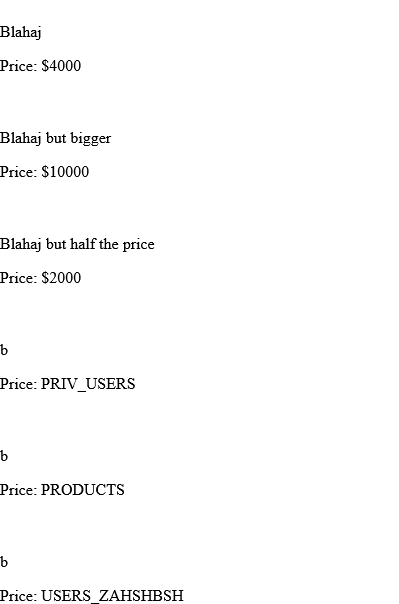 Blahaj
Price: $4000
Blahaj but bigger
Price: $10000
Blahaj but half the price
Price: $2000
b
Price: PRIV_USERS
b
Price: PRODUCTS
b
Price: USERS_ZAHSHBSH